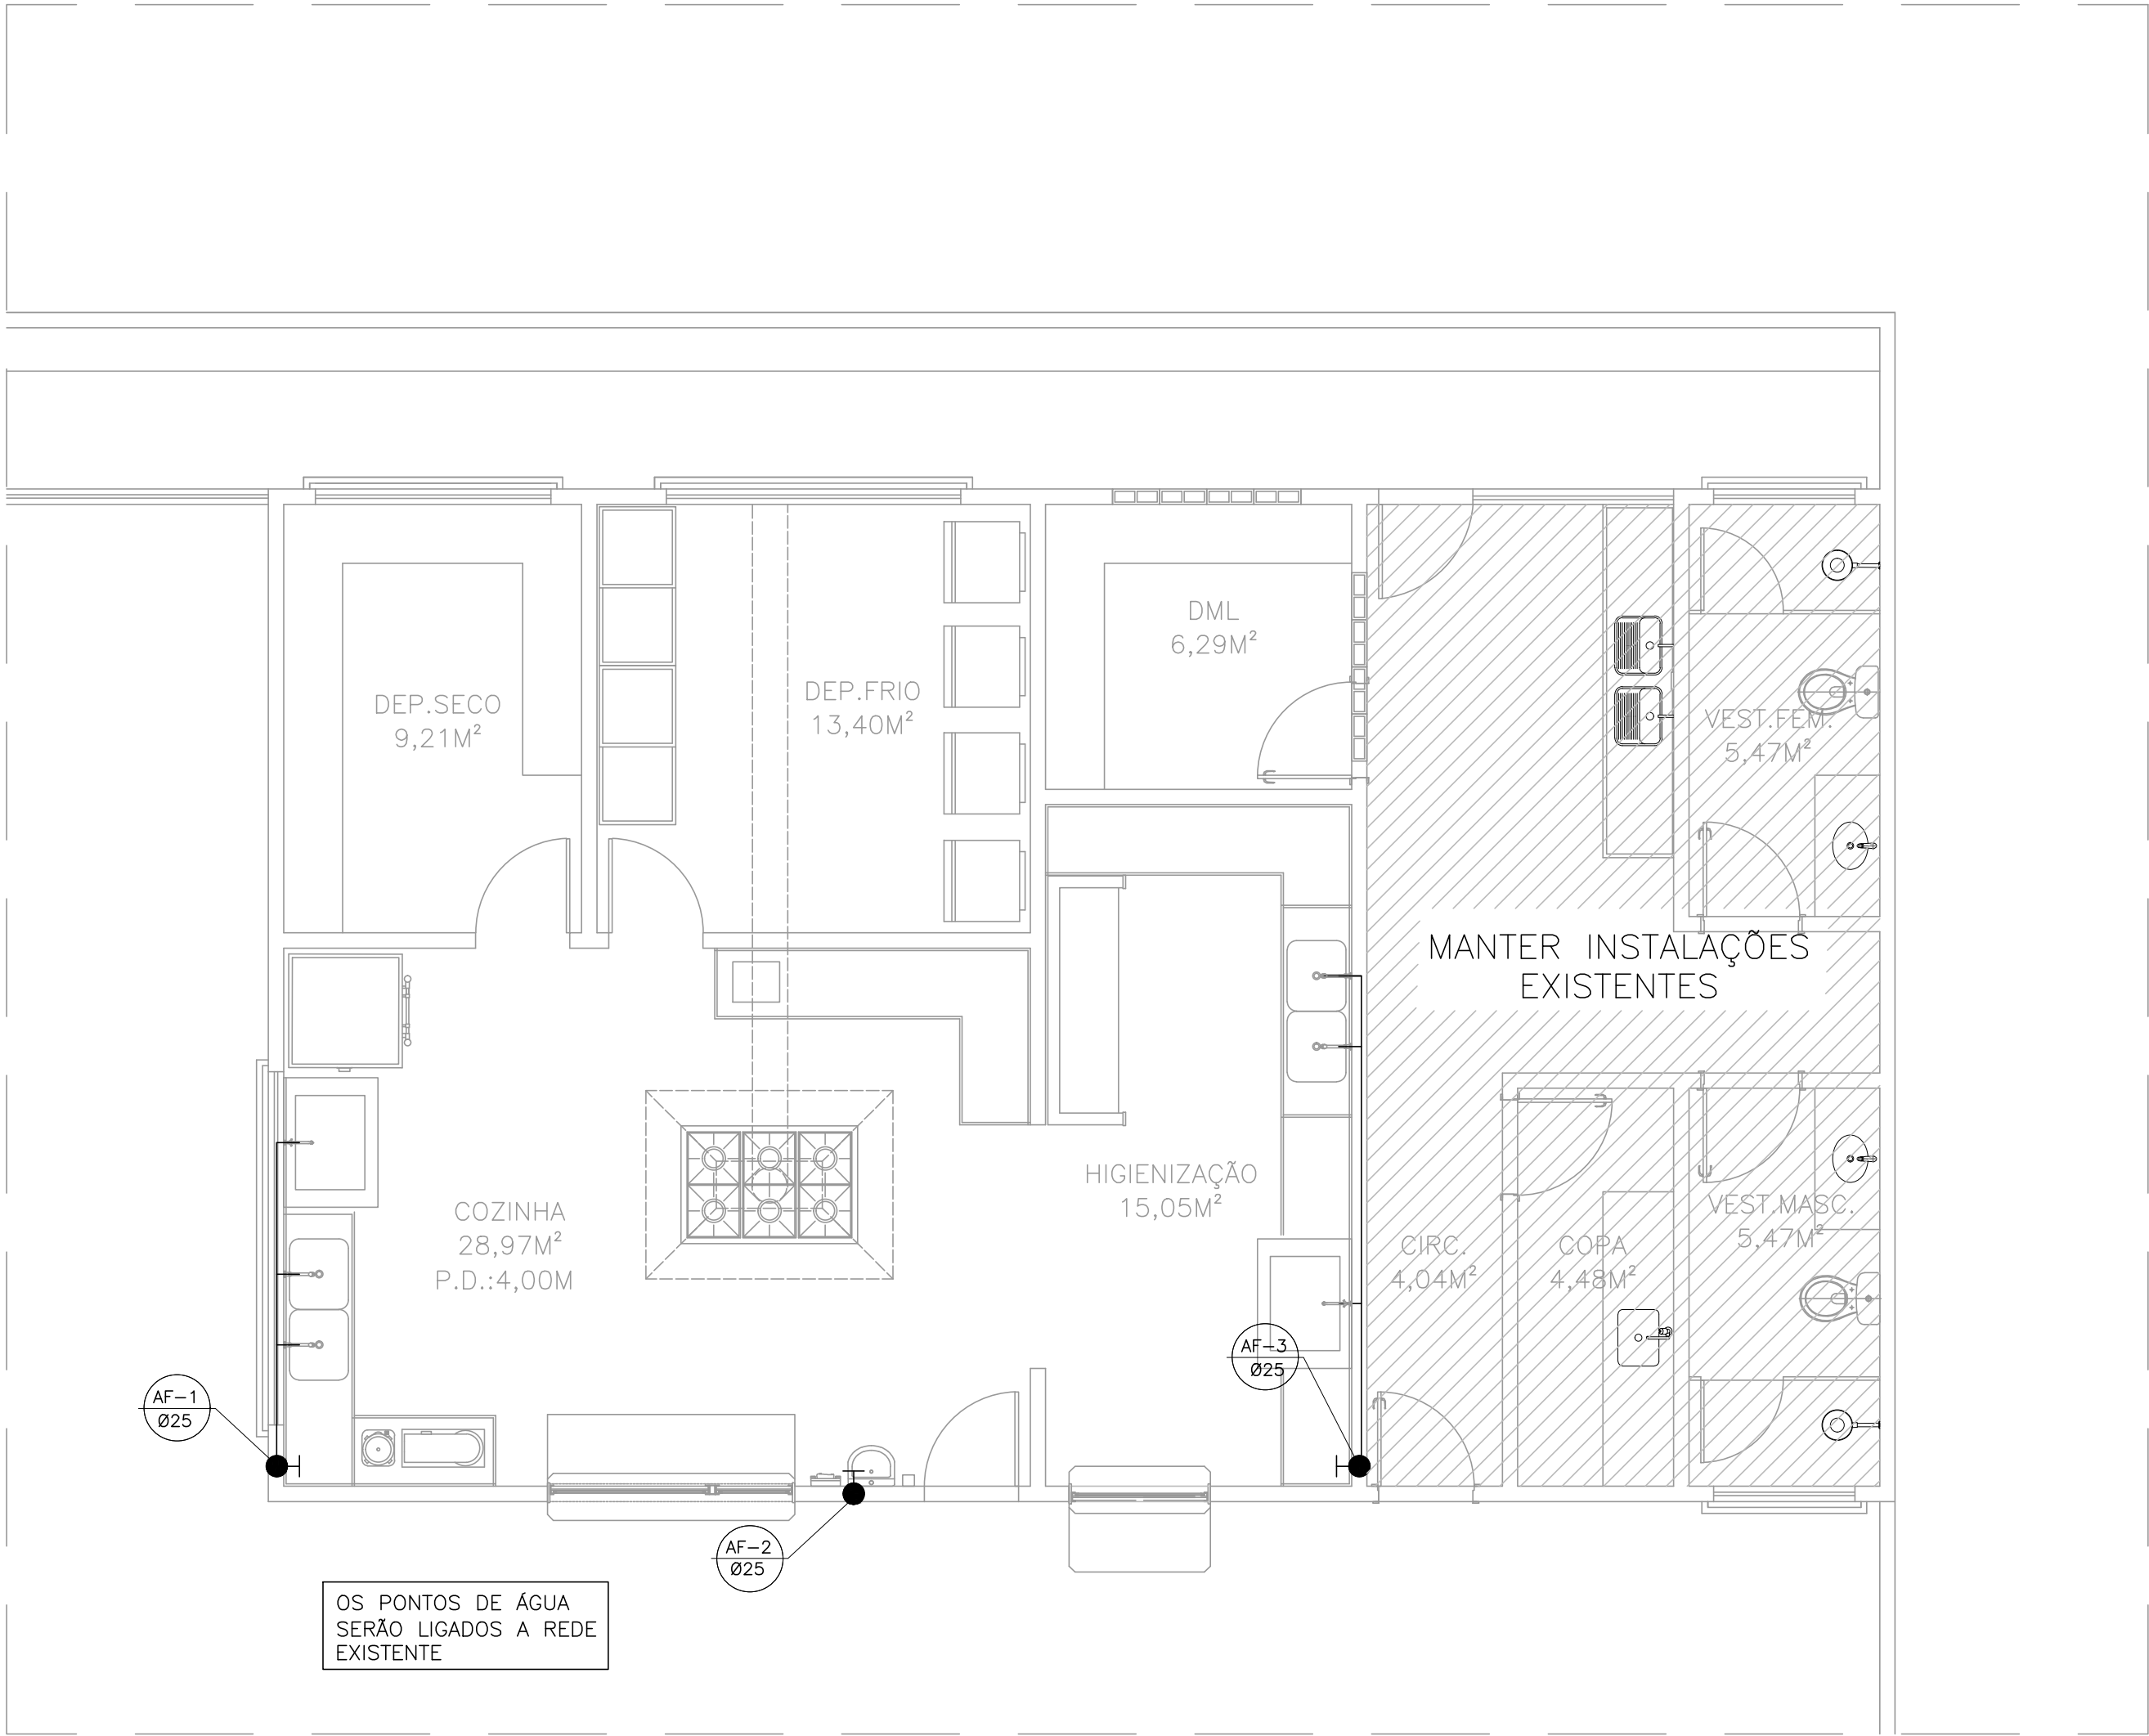 DML
6,29M²
DEP.SECO
9,21M²
DEP.FRIO
13,40M²
VEST.FEM.
5,47M²
MANTER INSTALAÇÕES
EXISTENTES
COZINHA
28,97M²
P.D.:4,00M
HIGIENIZAÇÃO
15,05M²
CIRC.
4,04M²
COPA
4,48M²
VEST.MASC.
5,47M²
AF-3
Ø25
AF-1
Ø25
AF-2
Ø25
OS PONTOS DE ÁGUA
SERÃO LIGADOS A REDE
EXISTENTE